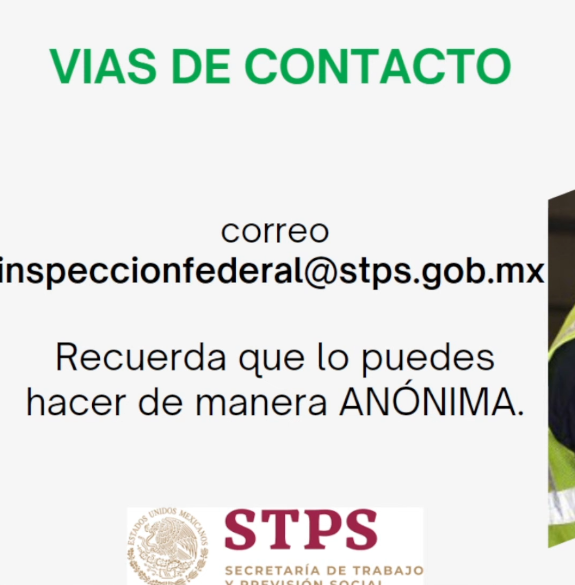 VIAS DE CONTACTO
correo
inspeccionfederal@stps.gob.mx
Recuerda que lo puedes
hacer de manera ANÓNIMA.
ESTADOS UNIDOS MEXICANOS
STPS
SECRETARÍA DE TRABAJO
Y PREVISIÓN SOCIAL